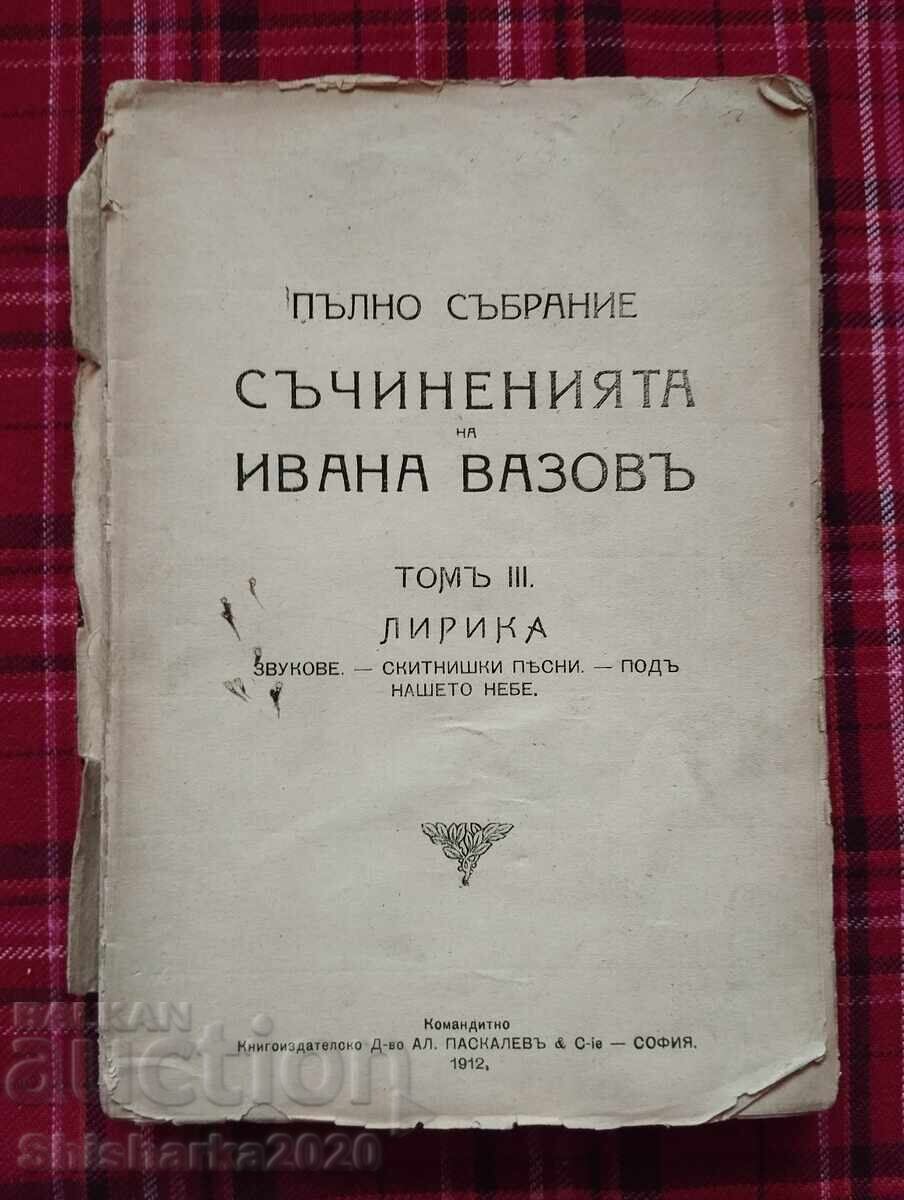 ПЪЛНО СЪБРАНИЕ
СЪЧИНЕНИЯТА
НА
ИВАНА ВАЗОВЪ
ТОМЪ III.
ЛИРИКА
ЗВУКОВЕ. — СКИТНИШКИ ПѢСНИ. — ПОДЪ
НАШЕТО НЕБЕ.
Командитно
Книгоиздателско Д-во АЛ. ПАСКАЛЕВЪ & C-ie — СОФИЯ.
1912,
BALKAN
auction
Shisharka2020